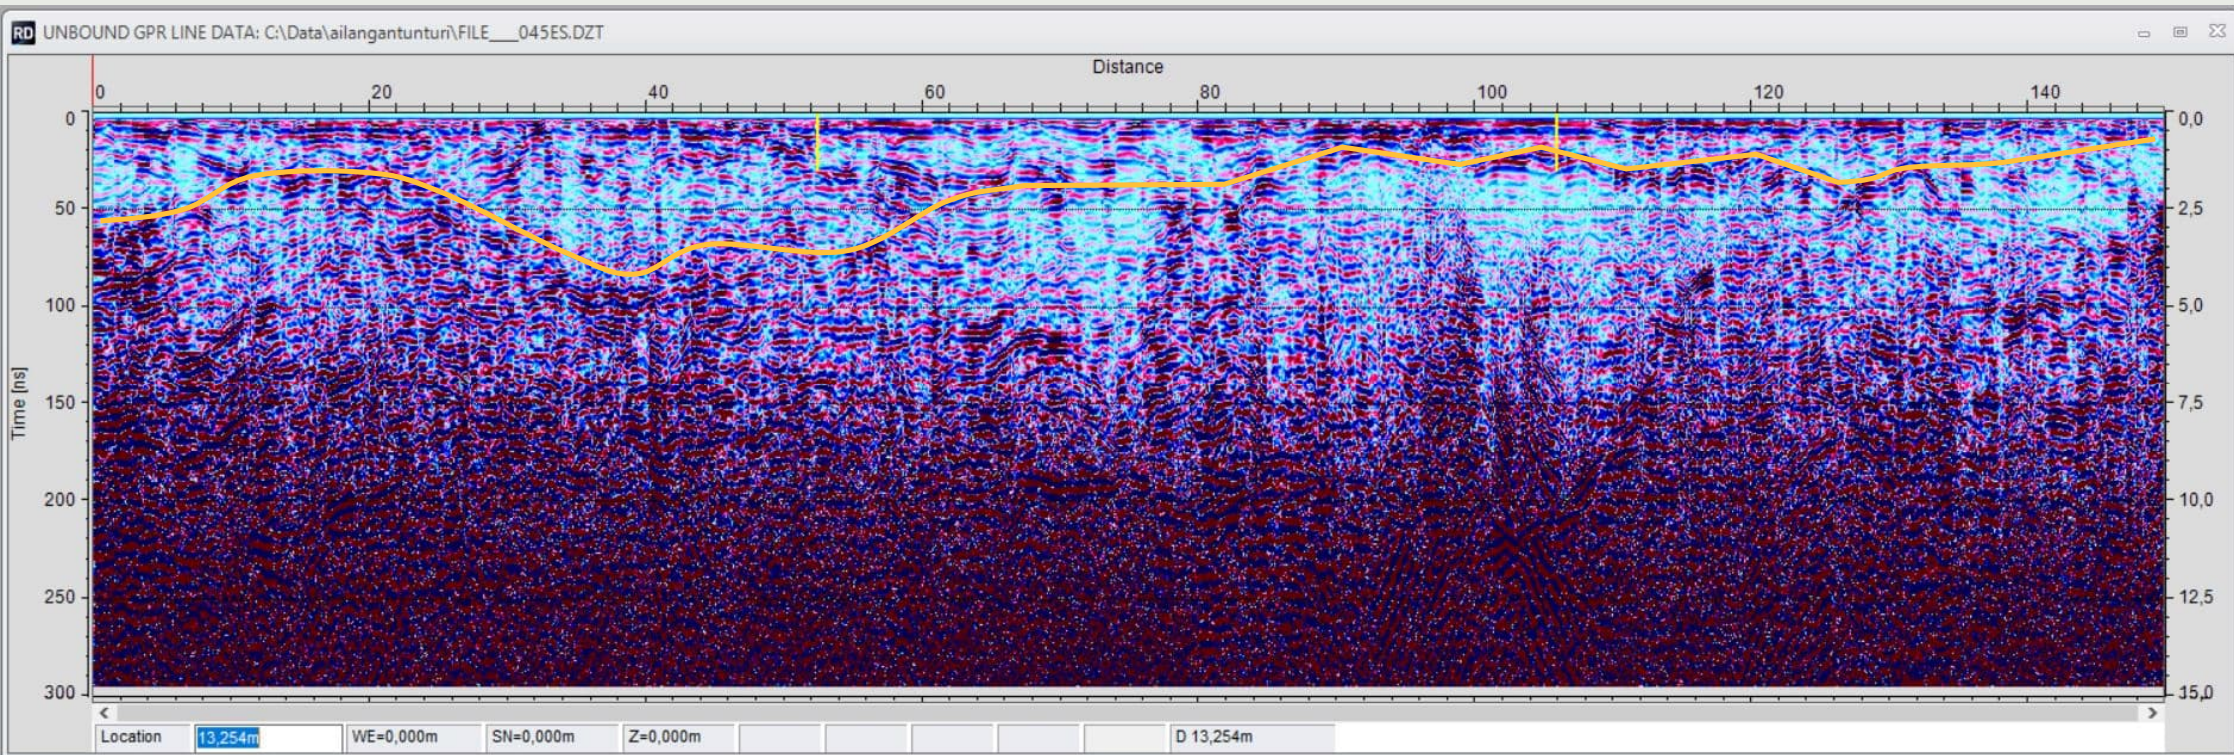 RD UNBOUND GPR LINE DATA: C:\Data\ailangantunturi\FILE___045ES.DZT
Distance
0 20 40 60 80 100 120 140
0 0,0
50 2,5
100 5,0
150 7,5
200 10,0
250 12,5
300 15,0
Time [ns]
Location 13,254m WE=0,000m SN=0,000m Z=0,000m D 13,254m